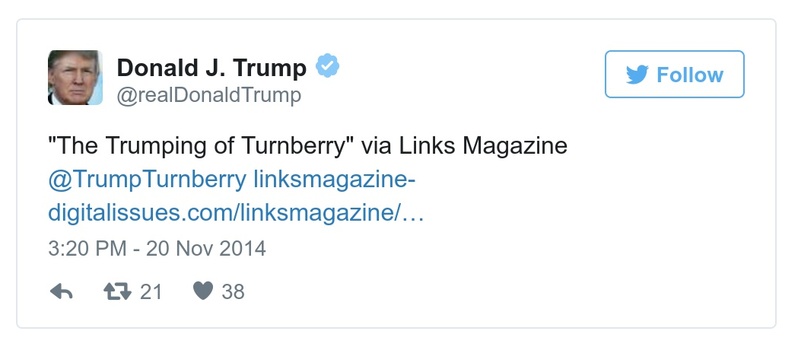 Donald J. Trump
@realDonaldTrump
Follow
"The Trumping of Turnberry" via Links Magazine
@TrumpTurnberry linksmagazine-
digitalissues.com/linksmagazine/…
3:20 PM - 20 Nov 2014
21 38